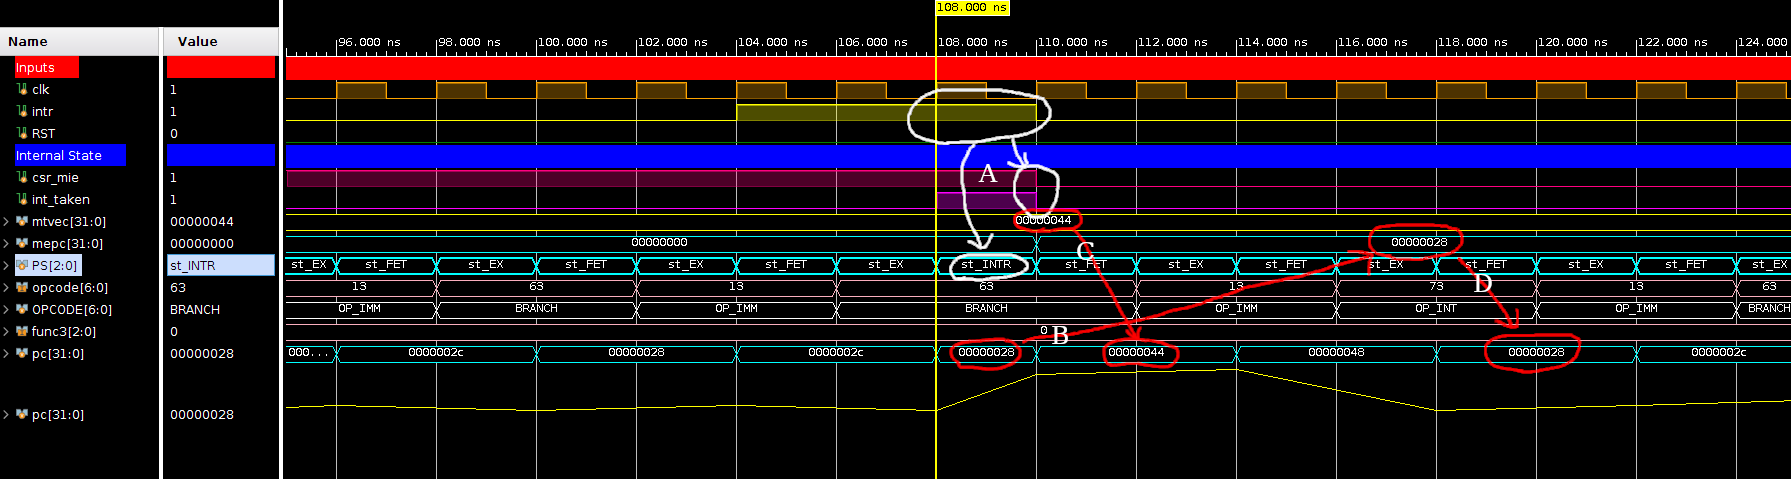 108.000 ns
Name Value
96.000 ns 98.000 ns 100.000 ns 102.000 ns 104.000 ns 106.000 ns 108.000 ns 110.000 ns 112.000 ns 114.000 ns 116.000 ns 118.000 ns 120.000 ns 122.000 ns 124.000
Inputs
clk 1
intr 1
RST 0
Internal State
csr_mie 1 A
int_taken 1
mtvec[31:0] 00000044 00000044
mepc[31:0] 00000000 00000000 00000028
C
PS[2:0] st_INTR st_EX st_FET st_EX st_FET st_EX st_FET st_EX st_INTR st_FET st_EX st_FET st_EX st_FET st_EX st_FET st_EX
opcode[6:0] 63 13 63 13 63 13 73 D 13 63
OPCODE[6:0] BRANCH OP_IMM BRANCH OP_IMM BRANCH OP_IMM OP_INT OP_IMM BRANCH
func3[2:0] 0 0 B
pc[31:0] 00000028 000... 0000002c 00000028 0000002c 00000028 00000044 00000048 00000028 0000002c
pc[31:0] 00000028